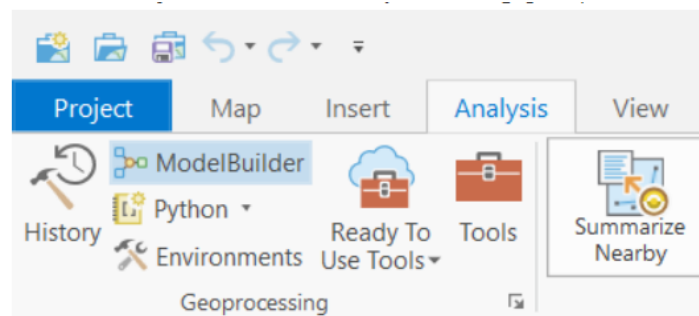 Project Map Insert Analysis View
History
ModelBuilder
Python
Environments
Ready To
Use Tools
Tools
Summarize
Nearby
Geoprocessing